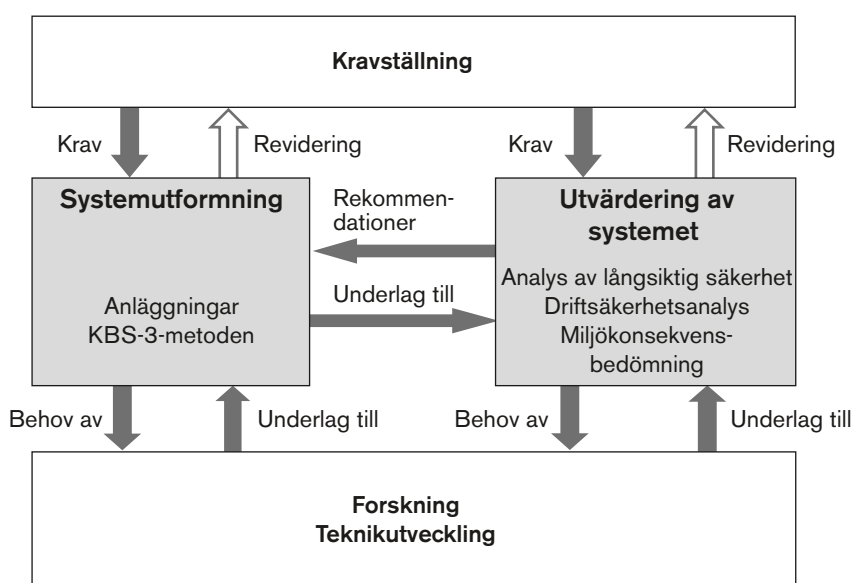 Kravställning
Krav
Revidering
Krav
Revidering
Systemutformning
Anläggningar
KBS-3-metoden
Rekommen-
dationer
Underlag till
Utvärdering av
systemet
Analys av långsiktig säkerhet
Driftsäkerhetsanalys
Miljökonsekvens-
bedömning
Behov av
Underlag till
Behov av
Underlag till
Forskning
Teknikutveckling